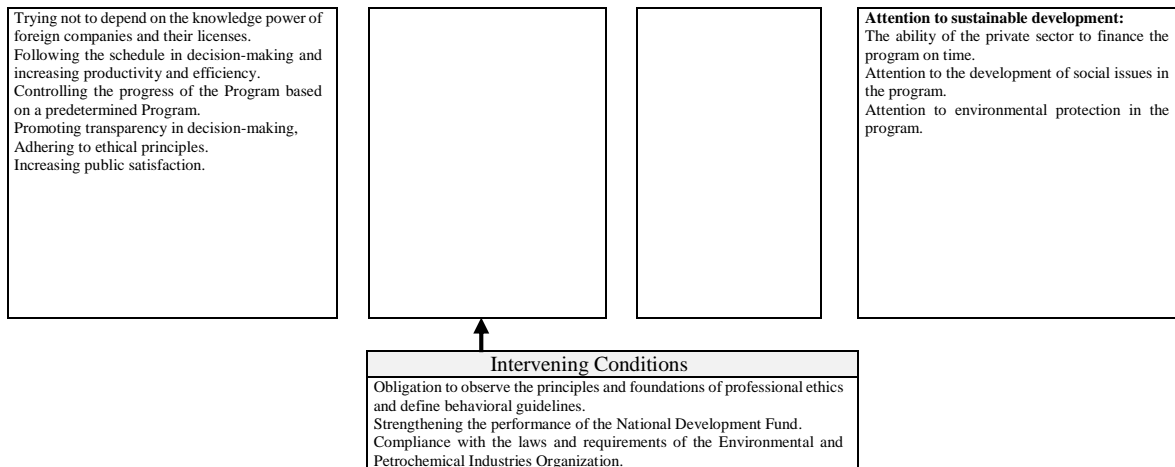 Trying not to depend on the knowledge power of
foreign companies and their licenses.
Following the schedule in decision-making and
increasing productivity and efficiency.
Controlling the progress of the Program based
on a predetermined Program.
Promoting transparency in decision-making,
Adhering to ethical principles.
Increasing public satisfaction.
Attention to sustainable development:
The ability of the private sector to finance the
program on time.
Attention to the development of social issues in
the program.
Attention to environmental protection in the
program.
Intervening Conditions
Obligation to observe the principles and foundations of professional ethics
and define behavioral guidelines.
Strengthening the performance of the National Development Fund.
Compliance with the laws and requirements of the Environmental and
Petrochemical Industries Organization.